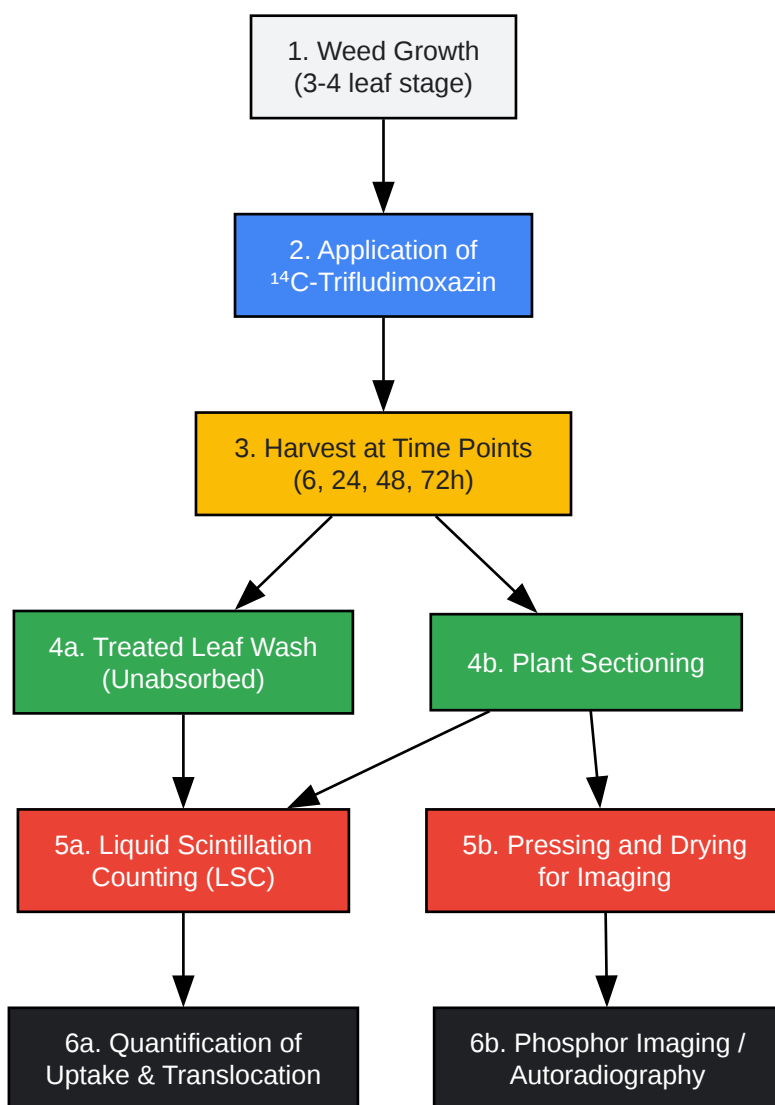 1. Weed Growth
(3-4 leaf stage)
2. Application of
¹⁴C-Trifludimoxazin
3. Harvest at Time Points
(6, 24, 48, 72h)
4a. Treated Leaf Wash
(Unabsorbed)
4b. Plant Sectioning
5a. Liquid Scintillation
Counting (LSC)
5b. Pressing and Drying
for Imaging
6a. Quantification of
Uptake & Translocation
6b. Phosphor Imaging /
Autoradiography